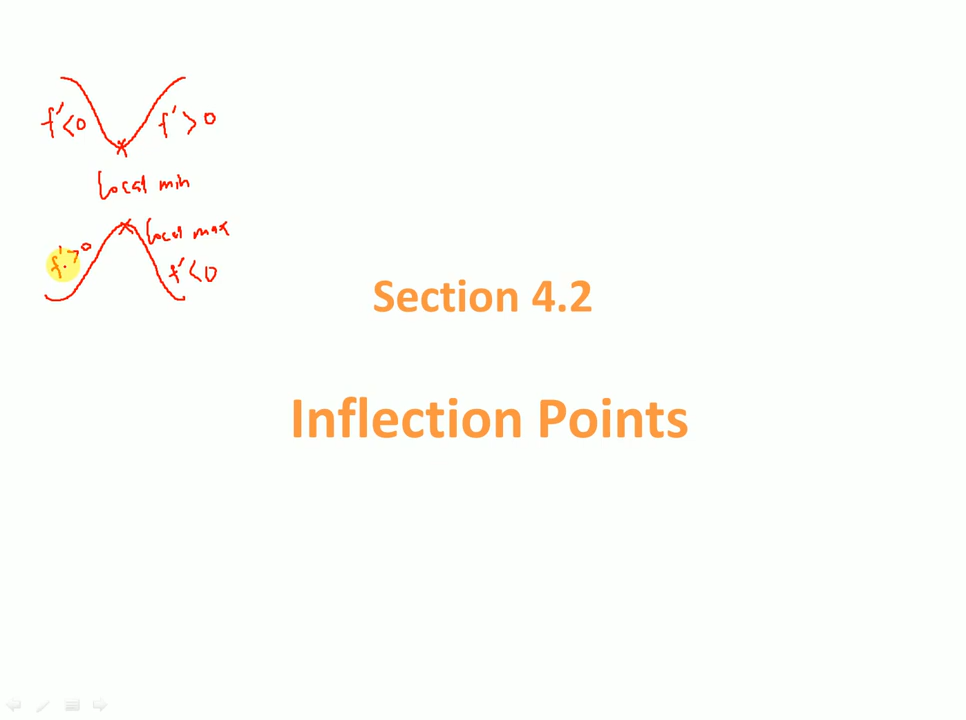 f'<0 f'>0
local min
local max
f'>0 f'<0
Section 4.2
Inflection Points